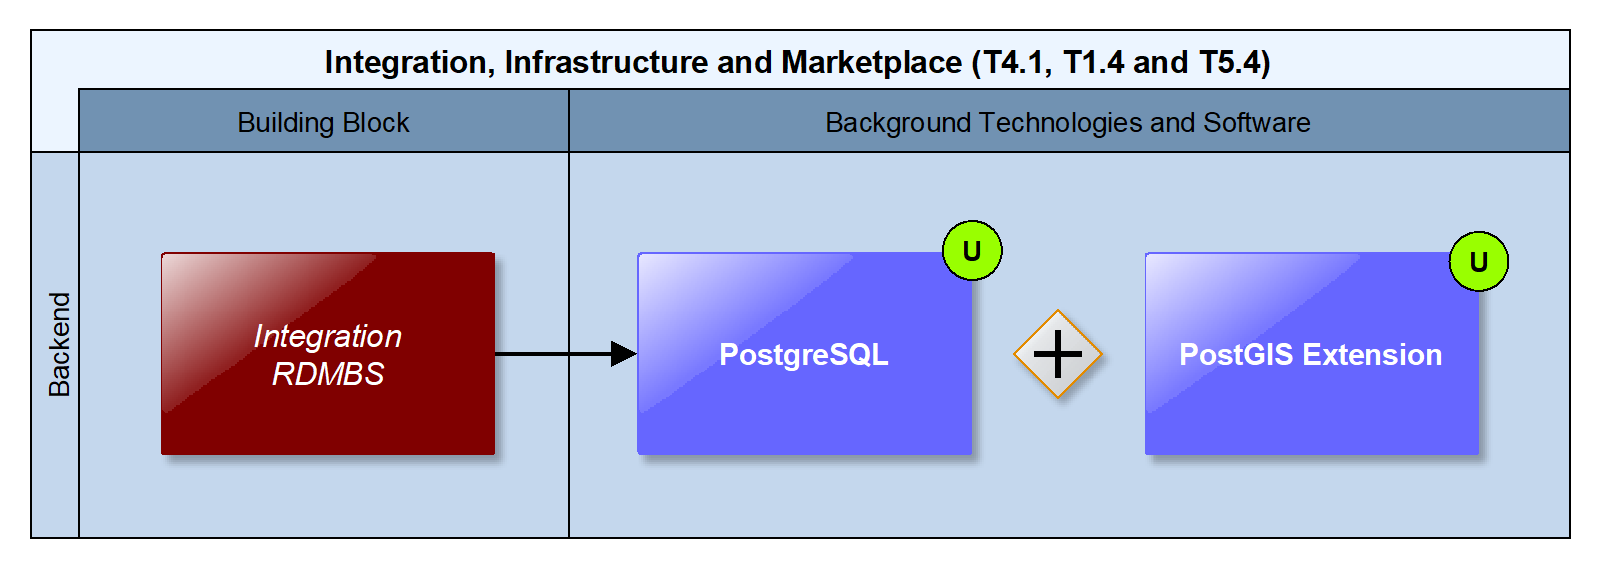 Integration, Infrastructure and Marketplace (T4.1, T1.4 and T5.4)
Building Block
Background Technologies and Software
Backend
Integration
RDMBS
PostgreSQL
U
PostGIS Extension
U